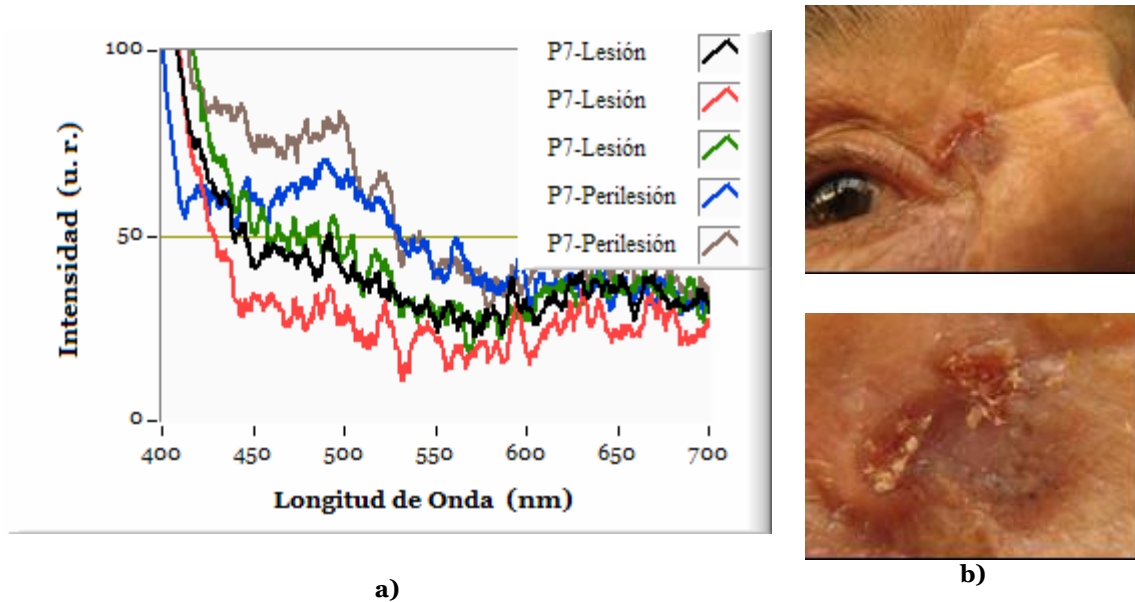 100
50
0
Intensidad (u. r.)
P7-Lesión
P7-Lesión
P7-Lesión
P7-Perilesión
P7-Perilesión
400 450 500 550 600 650 700
Longitud de Onda (nm)
a)
b)